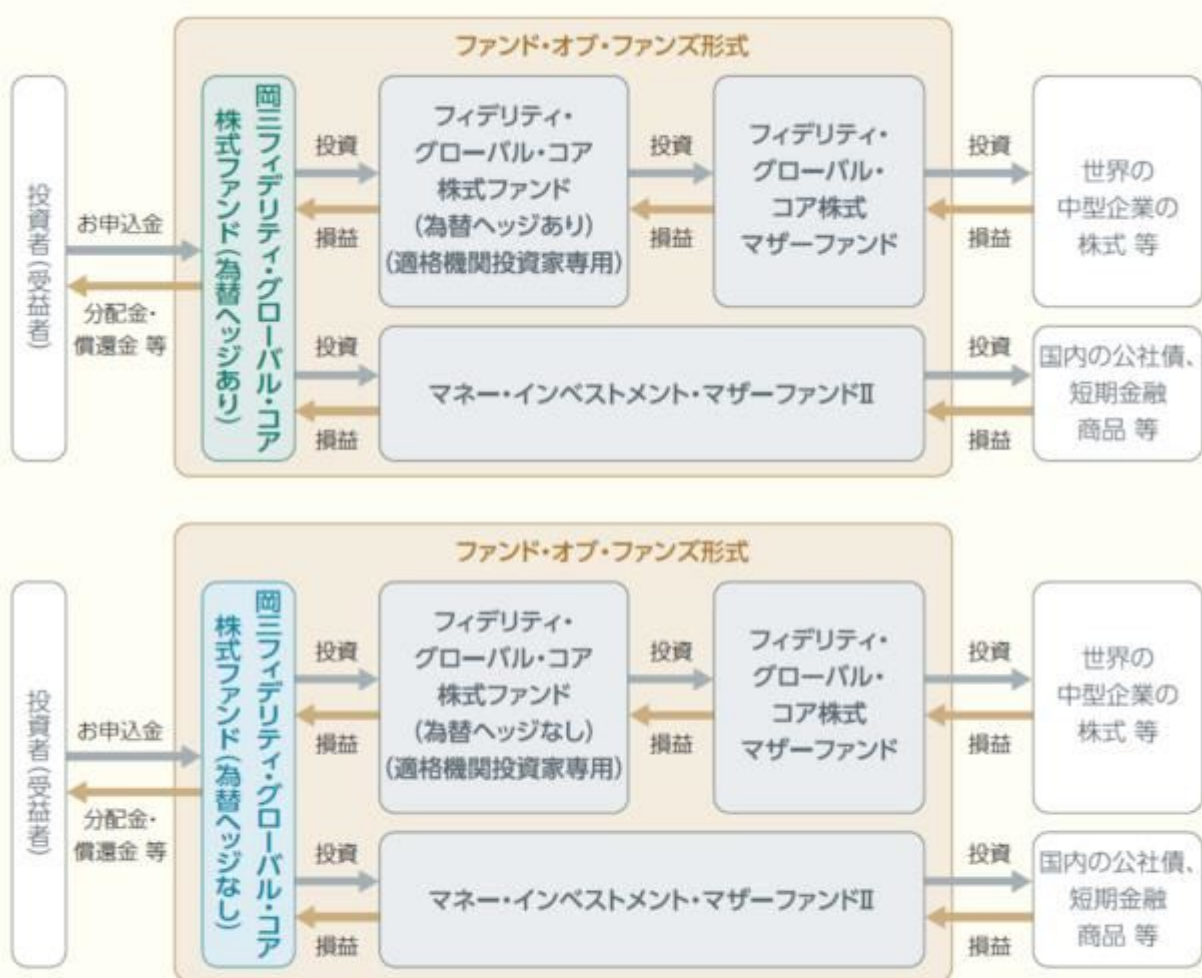 ファンド・オブ・ファンズ形式
投資者(受益者)
お申込金
分配金・
償還金 等
岡三フィデリティ・グローバル・コア
株式ファンド(為替ヘッジあり)
投資
損益
フィデリティ・
グローバル・コア
株式ファンド
(為替ヘッジあり)
(適格機関投資家専用)
投資
損益
フィデリティ・
グローバル・
コア株式
マザーファンド
投資
損益
世界の
中型企業の
株式 等
投資
損益
マネー・インベストメント・マザーファンドⅡ
投資
損益
国内の公社債、
短期金融
商品 等
ファンド・オブ・ファンズ形式
投資者(受益者)
お申込金
分配金・
償還金 等
岡三フィデリティ・グローバル・コア
株式ファンド(為替ヘッジなし)
投資
損益
フィデリティ・
グローバル・コア
株式ファンド
(為替ヘッジなし)
(適格機関投資家専用)
投資
損益
フィデリティ・
グローバル・
コア株式
マザーファンド
投資
損益
世界の
中型企業の
株式 等
投資
損益
マネー・インベストメント・マザーファンドⅡ
投資
損益
国内の公社債、
短期金融
商品 等